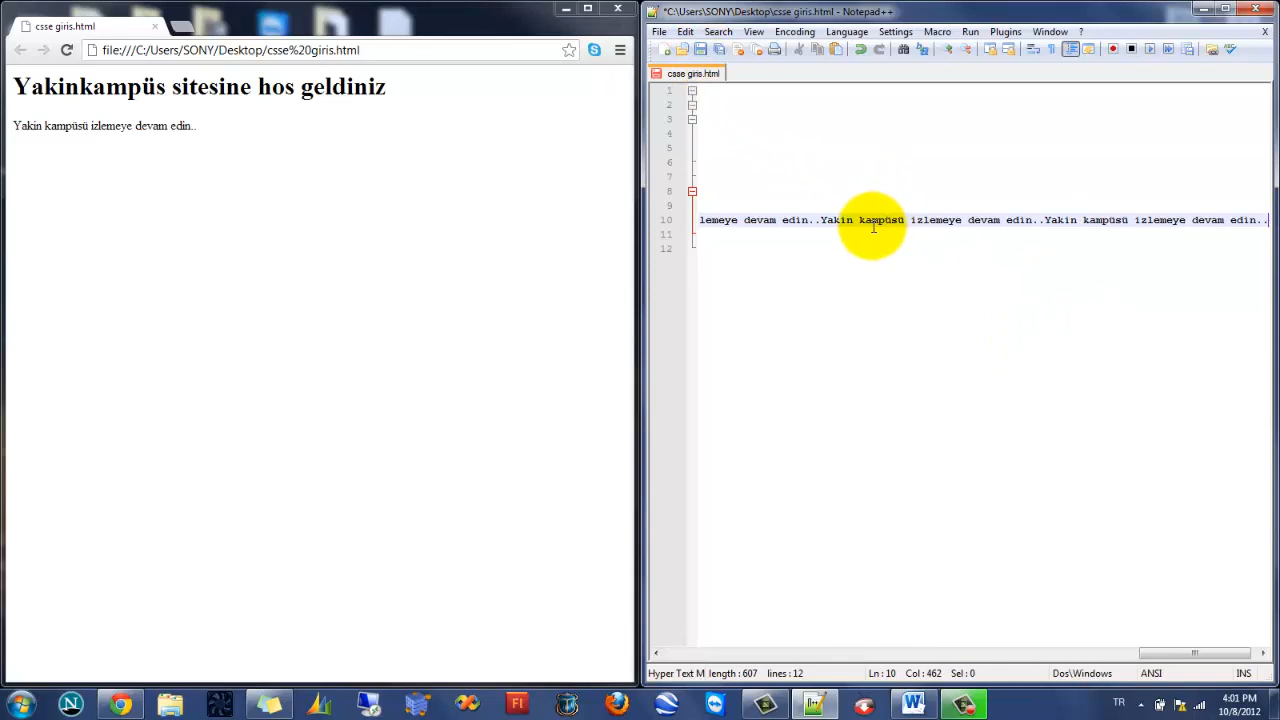 csse giris.html
file:///C:/Users/SONY/Desktop/csse%20giris.html
Yakinkampüs sitesine hos geldiniz
Yakin kampüsü izlemeye devam edin..
*C:\Users\SONY\Desktop\csse giris.html - Notepad++
File Edit Search View Encoding Language Settings Macro Run Plugins Window ? X
csse giris.html
1
2
3
4
5
6
7
8
9
10 lemeye devam edin..Yakin kampüsü izlemeye devam edin..Yakin kampüsü izlemeye devam edin..
11
12
Hyper Text M length : 607 lines : 12 Ln : 10 Col : 462 Sel : 0 Dos\Windows ANSI INS
TR 4:01 PM
10/8/2012